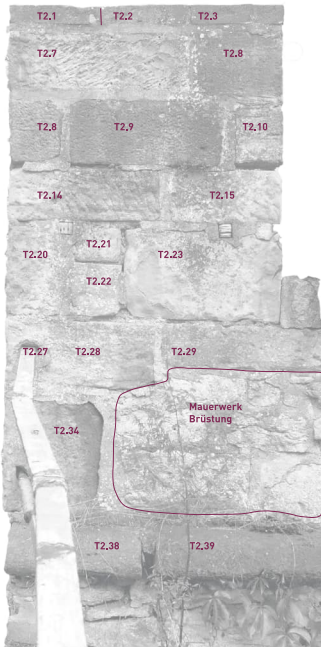 T2.1 T2.2 T2.3
T2.7 T2.8
T2.8 T2.9 T2.10
T2.14 T2.15
T2.20 T2.21 T2.23
T2.22
T2.27 T2.28 T2.29
Mauerwerk
Brüstung
T2.34
T2.38 T2.39